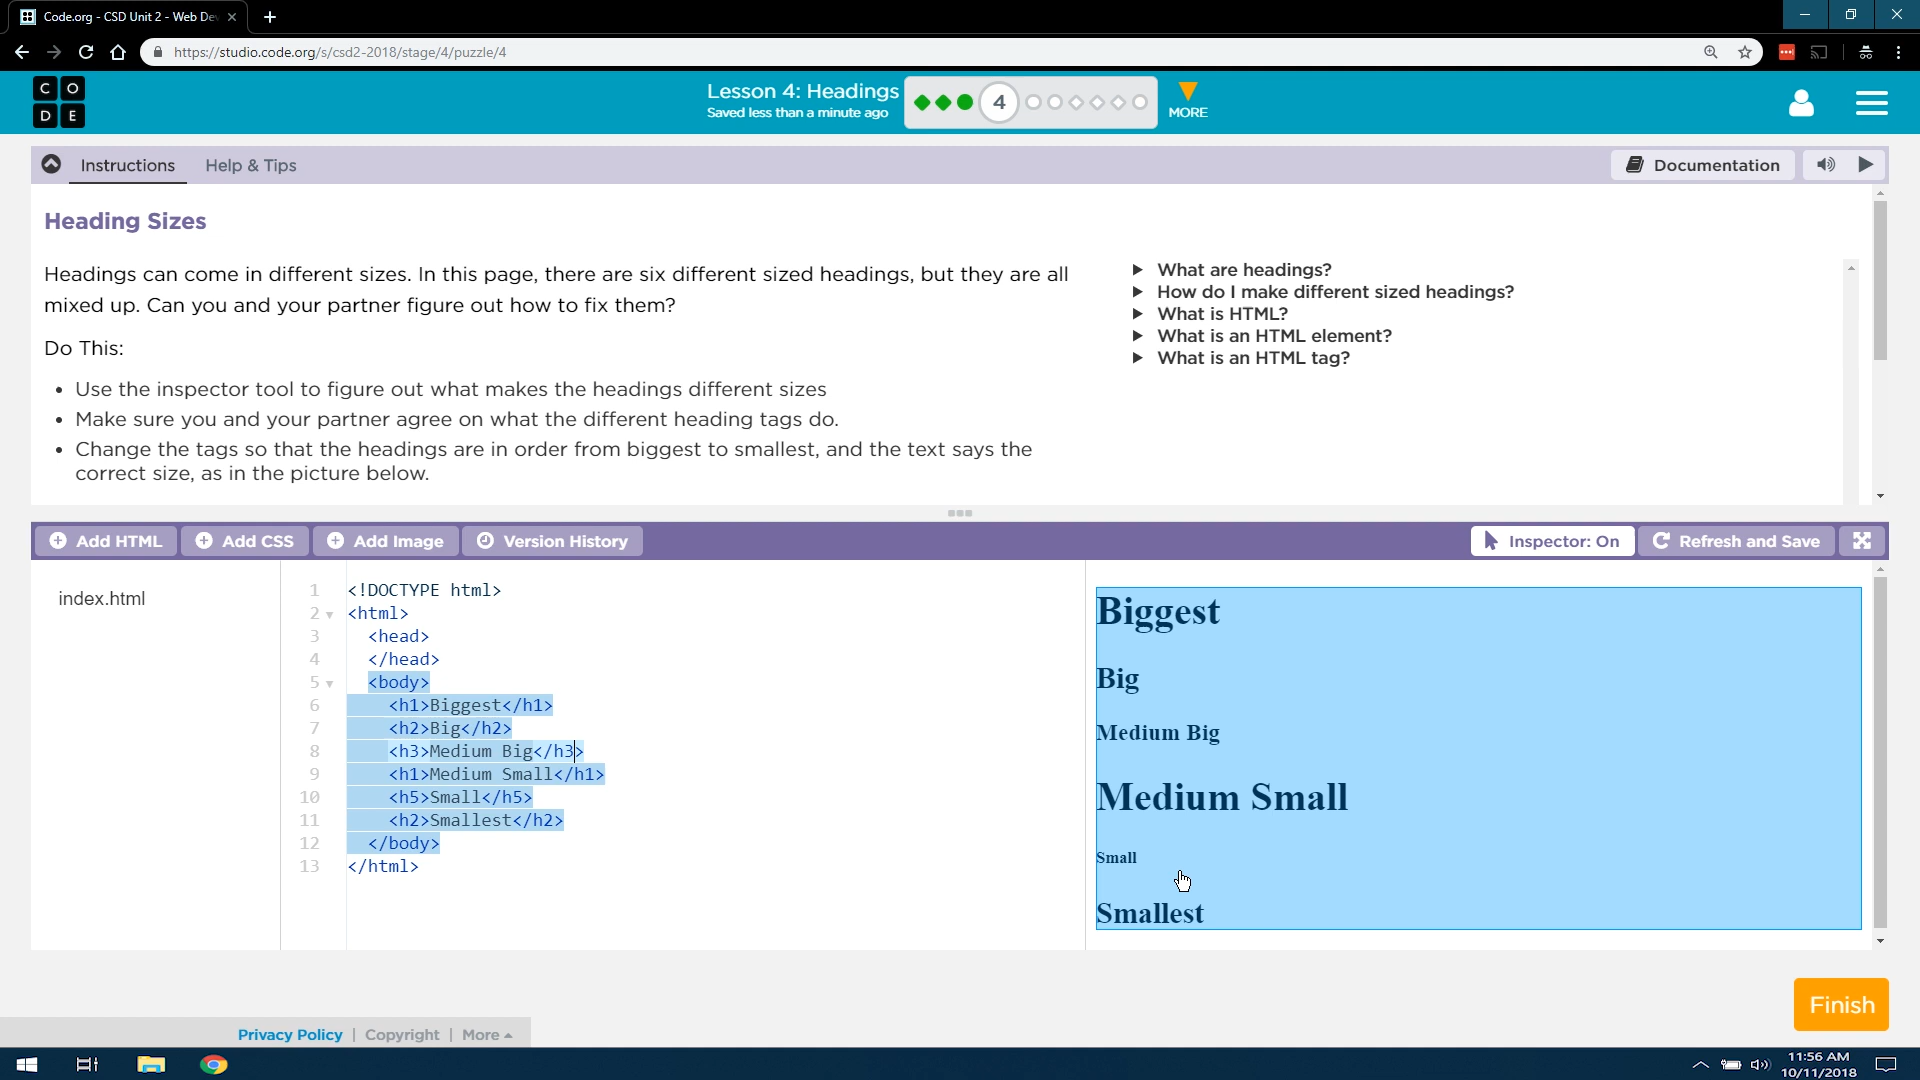 Code.org - CSD Unit 2 - Web De
https://studio.code.org/s/csd2-2018/stage/4/puzzle/4
C O
D E
Lesson 4: Headings
Saved less than a minute ago
4
MORE
Instructions
Help & Tips
Documentation
Heading Sizes
Headings can come in different sizes. In this page, there are six different sized headings, but they are all
mixed up. Can you and your partner figure out how to fix them?
Do This:
• Use the inspector tool to figure out what makes the headings different sizes
• Make sure you and your partner agree on what the different heading tags do.
• Change the tags so that the headings are in order from biggest to smallest, and the text says the
correct size, as in the picture below.
What are headings?
How do I make different sized headings?
What is HTML?
What is an HTML element?
What is an HTML tag?
Add HTML
Add CSS
Add Image
Version History
Inspector: On
Refresh and Save
index.html
1 <!DOCTYPE html>
2 <html>
3 <head>
4 </head>
5 <body>
6 <h1>Biggest</h1>
7 <h2>Big</h2>
8 <h3>Medium Big</h3>
9 <h1>Medium Small</h1>
10 <h5>Small</h5>
11 <h2>Smallest</h2>
12 </body>
13 </html>
Biggest
Big
Medium Big
Medium Small
Small
Smallest
Finish
Privacy Policy | Copyright | More
11:56 AM
10/11/2018